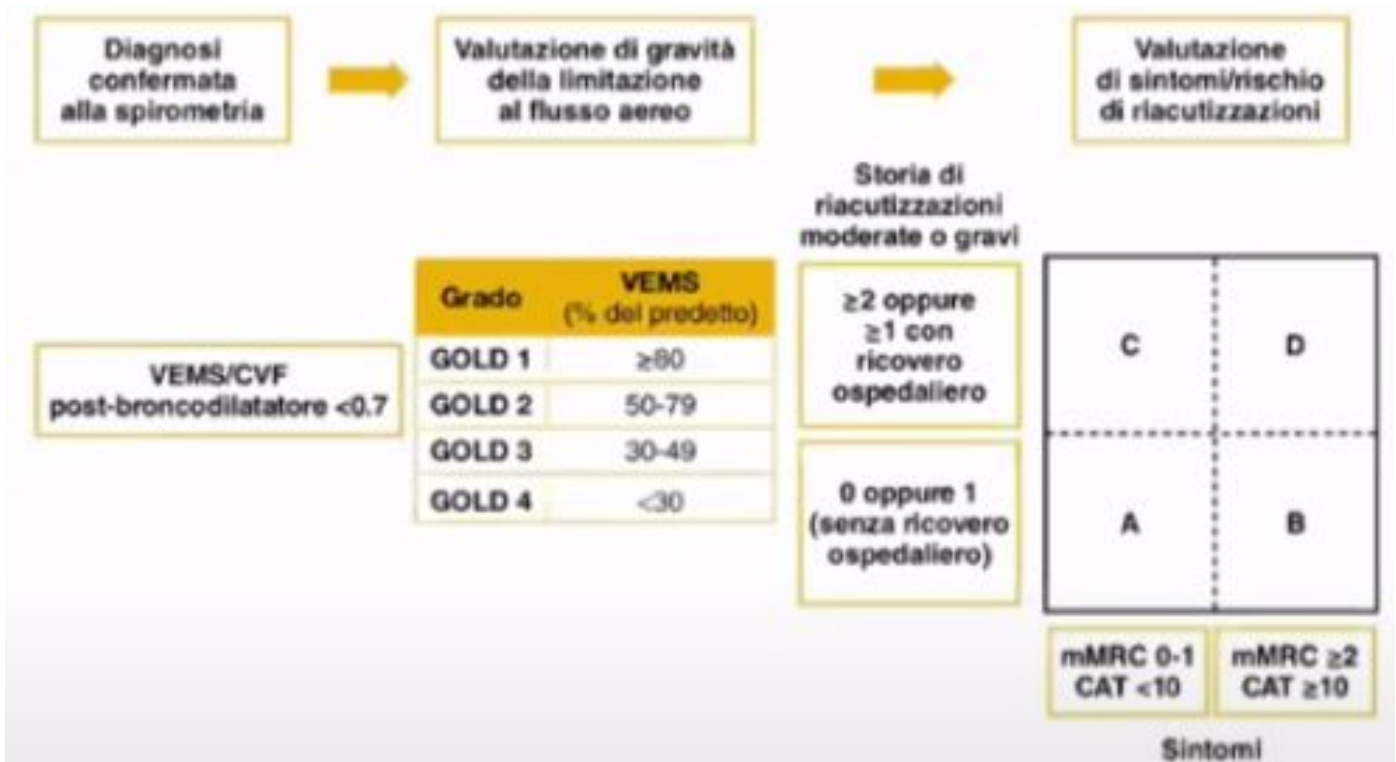 Diagnosi
confermata
alla spirometria
Valutazione di gravità
della limitazione
al flusso aereo
Valutazione
di sintomi/rischio
di riacutizzazioni
Storia di
riacutizzazioni
moderate o gravi
VEMS/CVF
post-broncodilatatore <0.7
Grado VEMS
(% del predetto)
GOLD 1 ≥80
GOLD 2 50-79
GOLD 3 30-49
GOLD 4 <30
≥2 oppure
≥1 con
ricovero
ospedaliero
0 oppure 1
(senza ricovero
ospedaliero)
C D
A B
mMRC 0-1
CAT <10
mMRC ≥2
CAT ≥10
Sintomi